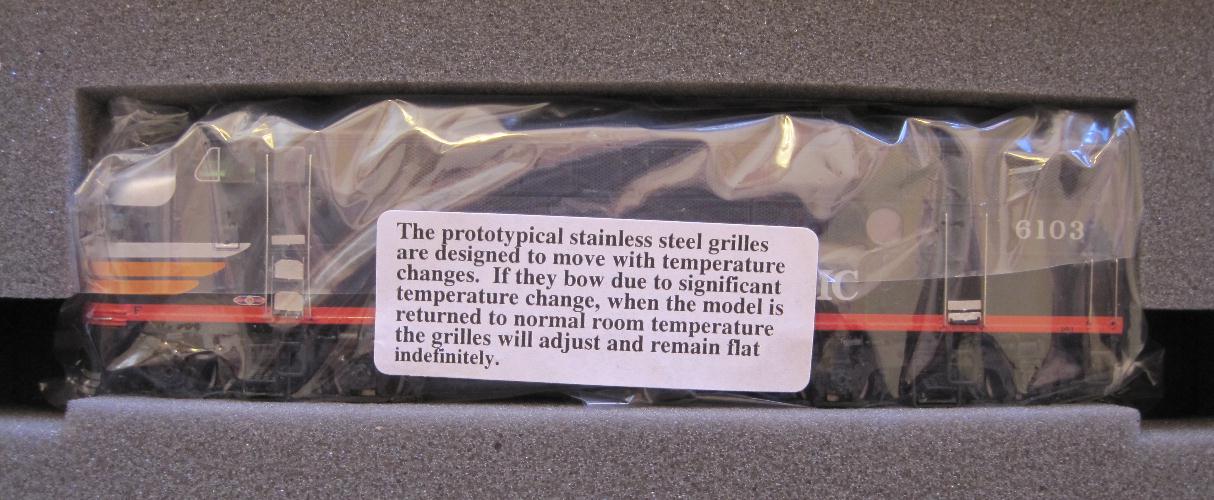 The prototypical stainless steel grilles
are designed to move with temperature
changes. If they bow due to significant
temperature change, when the model is
returned to normal room temperature
the grilles will adjust and remain flat
indefinitely.
IC
6103